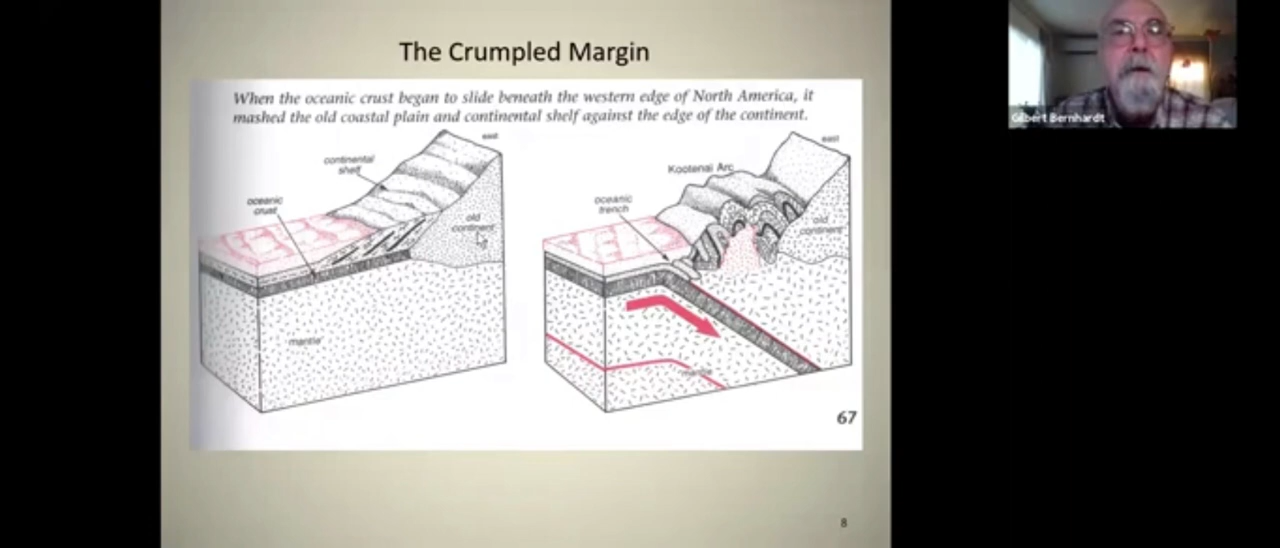 The Crumpled Margin
When the oceanic crust began to slide beneath the western edge of North America, it
mashed the old coastal plain and continental shelf against the edge of the continent.
east
continental
shelf
oceanic
crust
old
continent
mantle
east
Kootenai Arc
oceanic
trench
old
continent
67
8
Gilbert Bernhardt